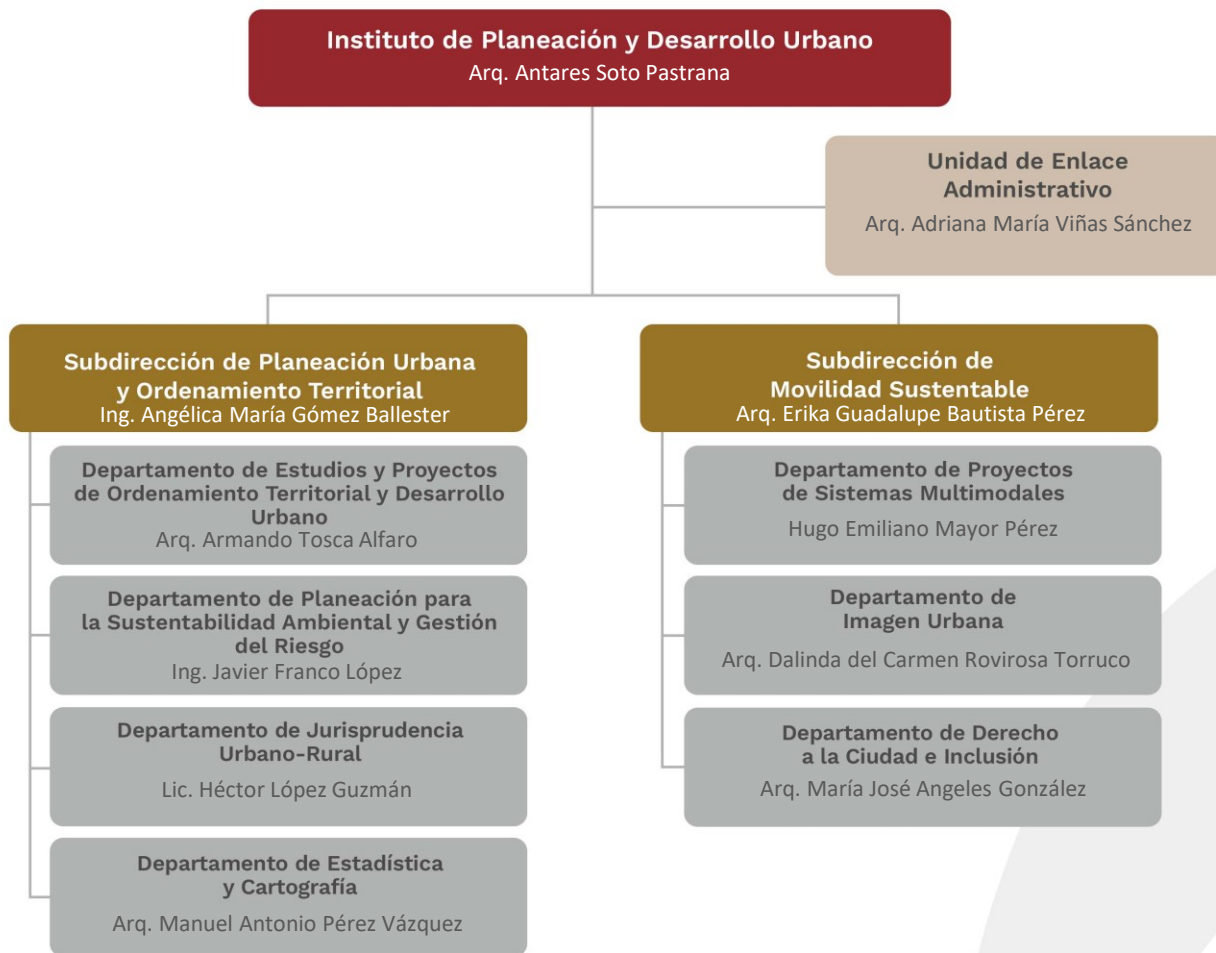 Instituto de Planeación y Desarrollo Urbano
Arq. Antares Soto Pastrana
Unidad de Enlace
Administrativo
Arq. Adriana María Viñas Sánchez
Subdirección de Planeación Urbana
y Ordenamiento Territorial
Ing. Angélica María Gómez Ballester
Departamento de Estudios y Proyectos
de Ordenamiento Territorial y Desarrollo
Urbano
Arq. Armando Tosca Alfaro
Departamento de Planeación para
la Sustentabilidad Ambiental y Gestión
del Riesgo
Ing. Javier Franco López
Departamento de Jurisprudencia
Urbano-Rural
Lic. Héctor López Guzmán
Departamento de Estadística
y Cartografía
Arq. Manuel Antonio Pérez Vázquez
Subdirección de
Movilidad Sustentable
Arq. Erika Guadalupe Bautista Pérez
Departamento de Proyectos
de Sistemas Multimodales
Hugo Emiliano Mayor Pérez
Departamento de
Imagen Urbana
Arq. Dalinda del Carmen Rovirosa Torruco
Departamento de Derecho
a la Ciudad e Inclusión
Arq. María José Angeles González